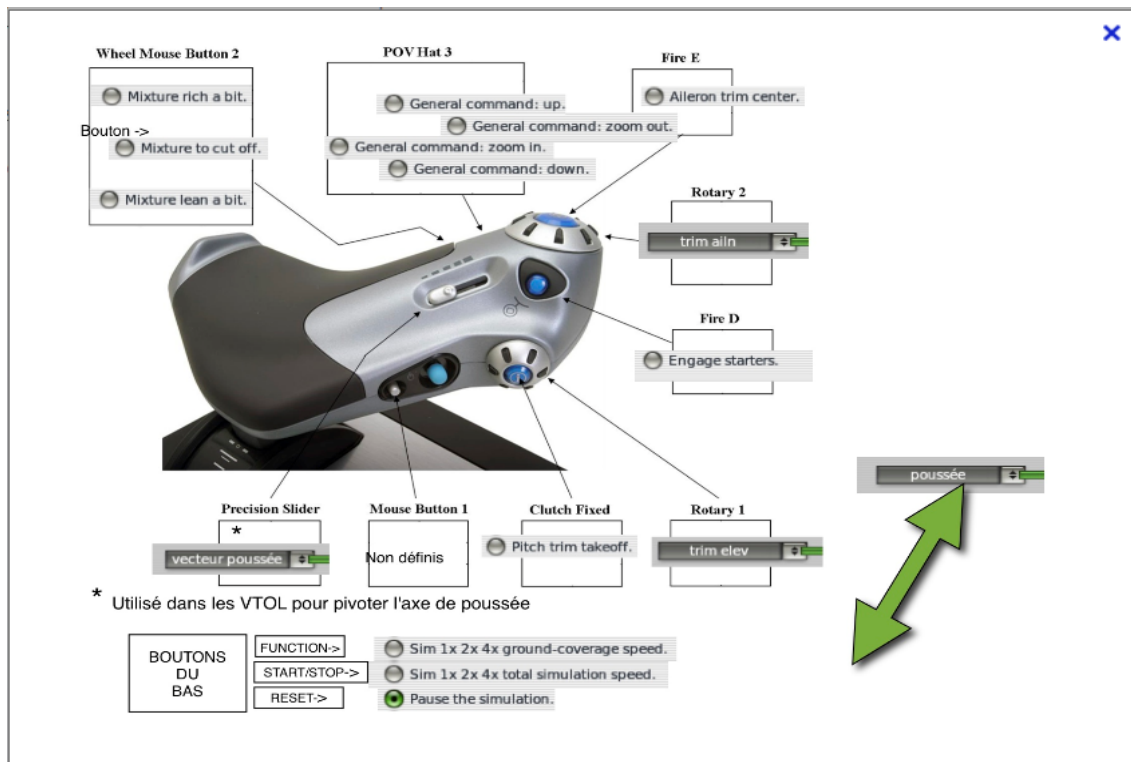 Wheel Mouse Button 2
Mixture rich a bit.
Bouton ->
Mixture to cut off.
Mixture lean a bit.
POV Hat 3
General command: up.
General command: zoom out.
General command: zoom in.
General command: down.
Fire E
Aileron trim center.
Rotary 2
trim ailn
Fire D
Engage starters.
poussée
Precision Slider
*
vecteur poussée
Mouse Button 1
Non définis
Clutch Fixed
Pitch trim takeoff.
Rotary 1
trim elev
* Utilisé dans les VTOL pour pivoter l'axe de poussée
BOUTONS
DU
BAS
FUNCTION->
Sim 1x 2x 4x ground-coverage speed.
START/STOP->
Sim 1x 2x 4x total simulation speed.
RESET->
Pause the simulation.